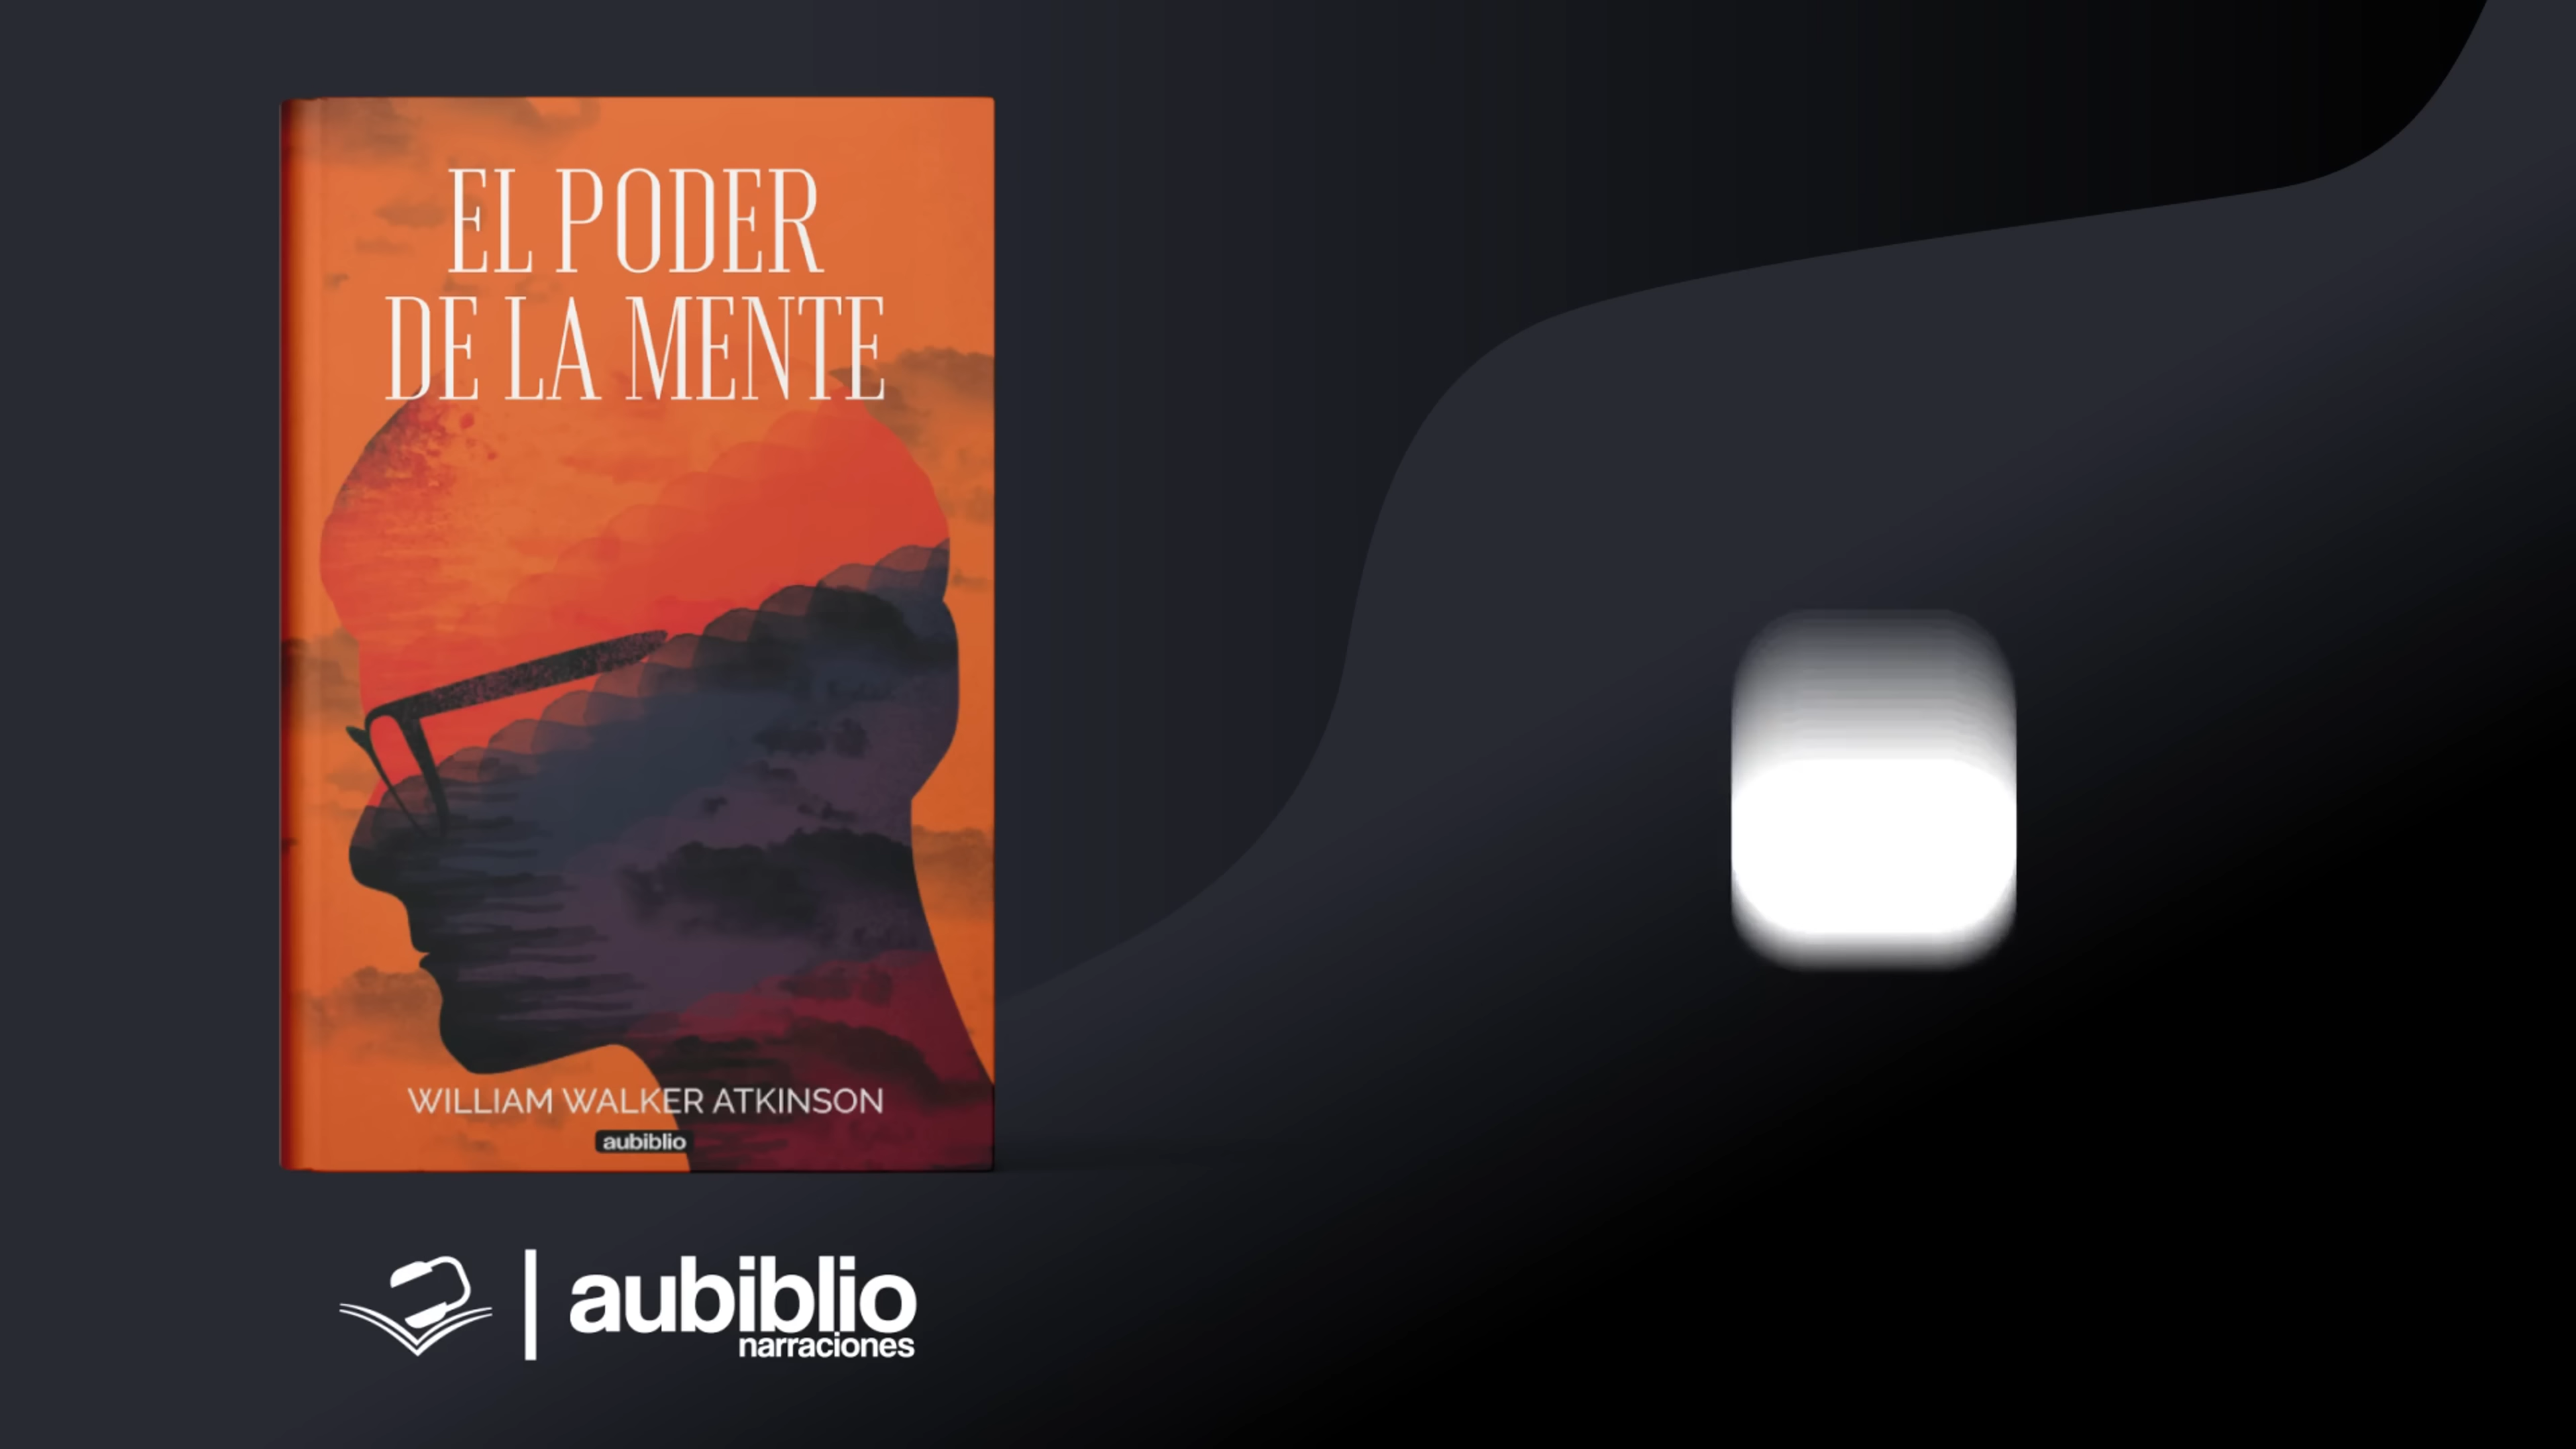 EL PODER
DE LA MENTE
WILLIAM WALKER ATKINSON
aubiblio
aubiblio
narraciones